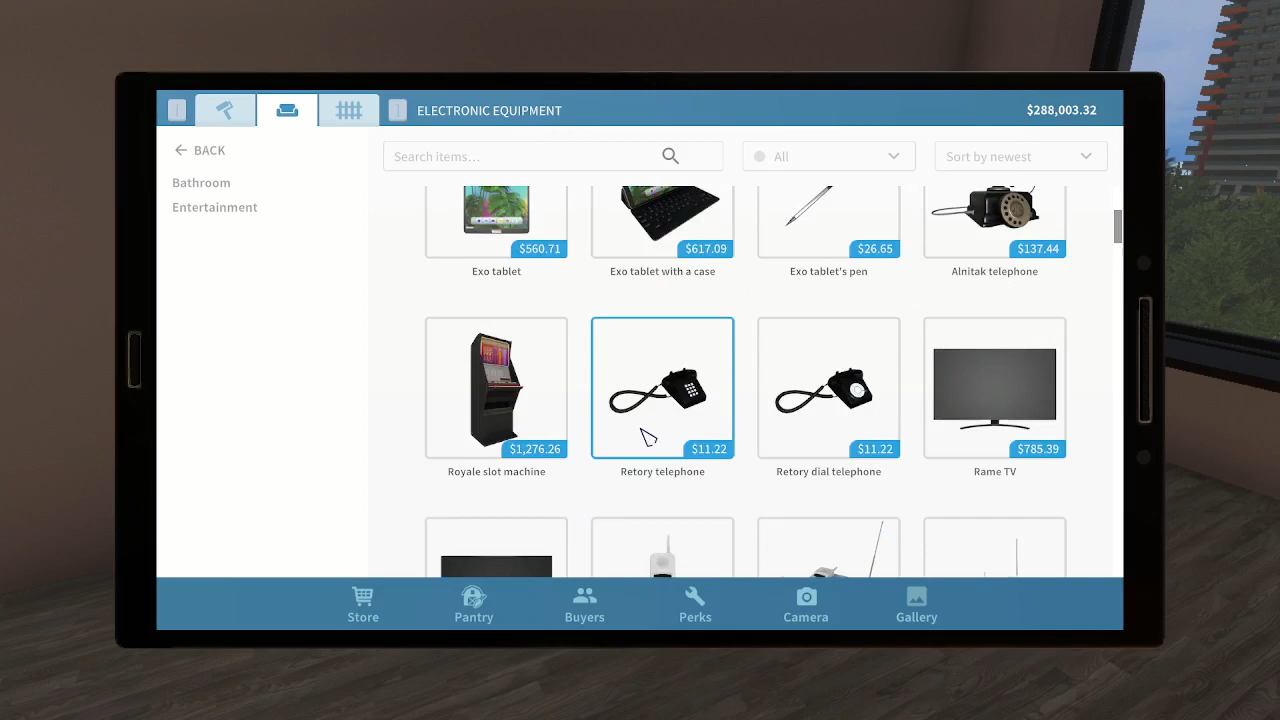 ELECTRONIC EQUIPMENT
$288,003.32
BACK
Search items...
All
Sort by newest
Bathroom
Entertainment
$560.71
$617.09
$26.65
$137.44
Exo tablet
Exo tablet with a case
Exo tablet's pen
Alnitak telephone
$1,276.26
$11.22
$11.22
$785.39
Royale slot machine
Retory telephone
Retory dial telephone
Rame TV
Store
Pantry
Buyers
Perks
Camera
Gallery